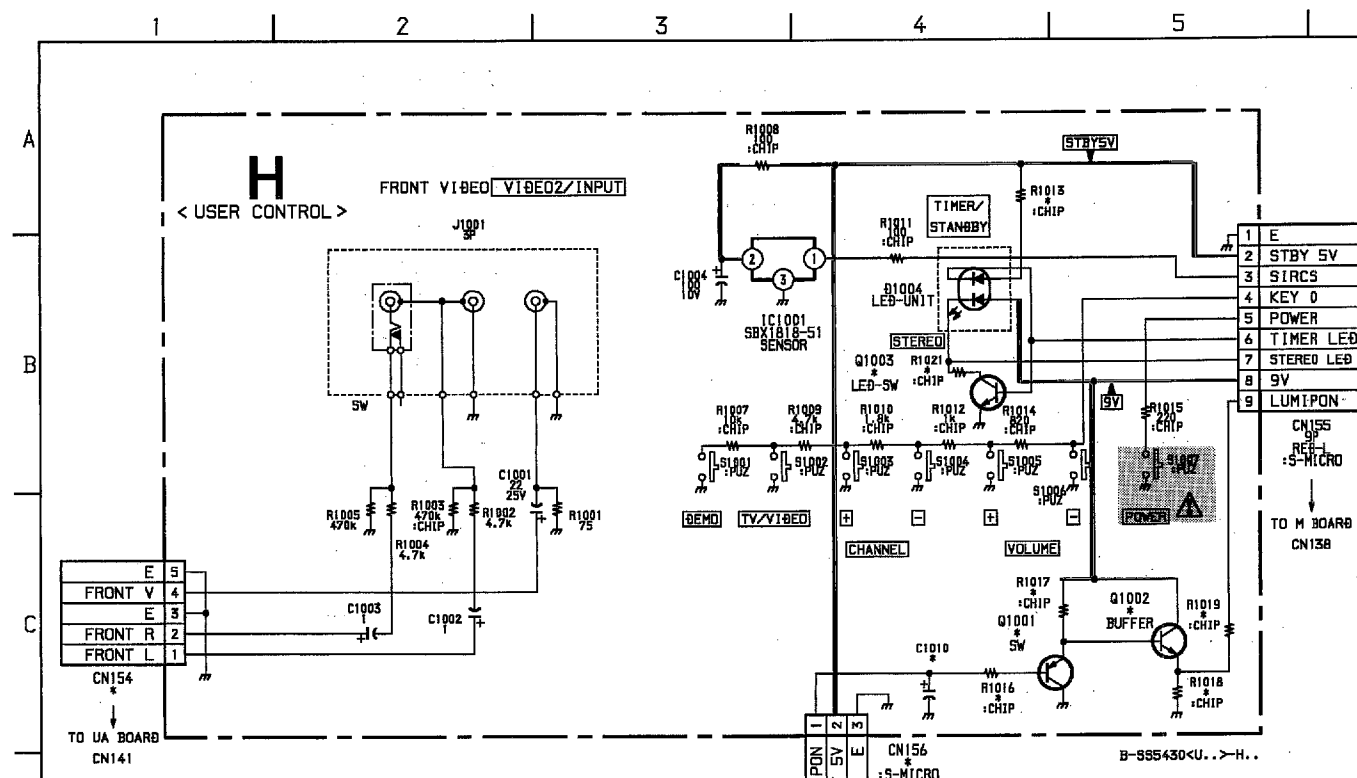 1 2 3 4 5
A
B
C
H
< USER CONTROL >
FRONT VIDEO VIDEO2/INPUT
J1001
3P
SW
R1008
100
:CHIP
STBY5V
R1013
*
:CHIP
TIMER/
STANDBY
R1011
100
:CHIP
C1004
100
10V
2
1
3
IC1001
SBX1818-51
SENSOR
D1004
LED-UNIT
STEREO
Q1003
*
LED-SW
R1021
* :CHIP
9V
1 E
2 STBY 5V
3 SIRCS
4 KEY 0
5 POWER
6 TIMER LED
7 STEREO LED
8 9V
9 LUMIPON
CN155
9P
RED-L
:S-MICRO
TO M BOARD
CN138
R1007
10k
:CHIP
R1009
4.7k
:CHIP
R1010
1.8k
:CHIP
R1012
1k
:CHIP
R1014
820
:CHIP
R1015
220
:CHIP
S1001
:PUZ
S1002
:PUZ
S1003
:PUZ
S1004
:PUZ
S1005
:PUZ
S1006
:PUZ
S1007
:PUZ
DEMO TV/VIDEO + - + - POWER
CHANNEL VOLUME
R1005
470k
R1004
4.7k
R1003
470k
:CHIP
R1002
4.7k
C1001
22
25V
R1001
75
E 5
FRONT V 4
E 3
FRONT R 2
FRONT L 1
CN154
*
TO UA BOARD
CN141
C1003
1
C1002
1
R1017
*
:CHIP
Q1001
*
SW
Q1002
*
BUFFER
R1019
*
:CHIP
C1010
*
R1016
*
:CHIP
R1018
*
:CHIP
1 2 3
PON 5V E
CN156
*
:S-MICRO
B-SS5430<U..>-H..